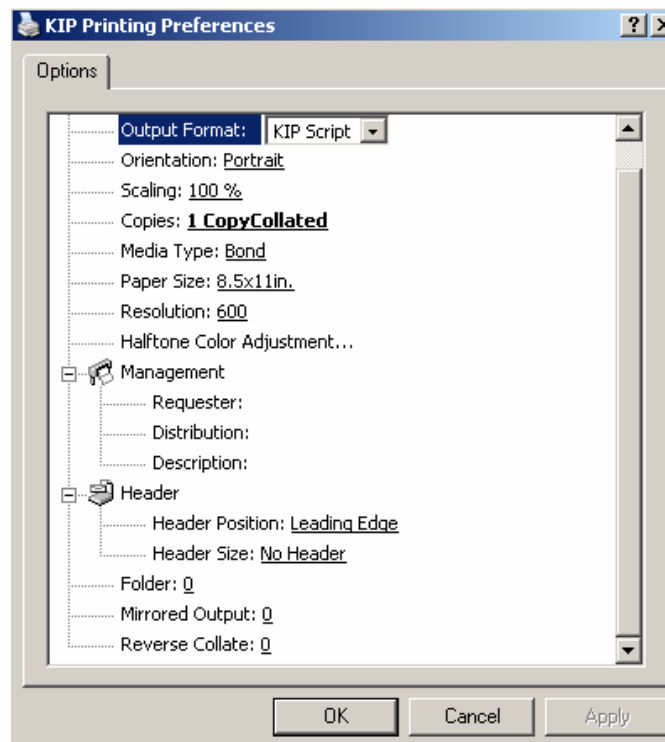 KIP Printing Preferences
Options
Output Format: KIP Script
Orientation: Portrait
Scaling: 100 %
Copies: 1 CopyCollated
Media Type: Bond
Paper Size: 8.5x11in.
Resolution: 600
Halftone Color Adjustment...
Management
Requester:
Distribution:
Description:
Header
Header Position: Leading Edge
Header Size: No Header
Folder: 0
Mirrored Output: 0
Reverse Collate: 0
OK Cancel Apply